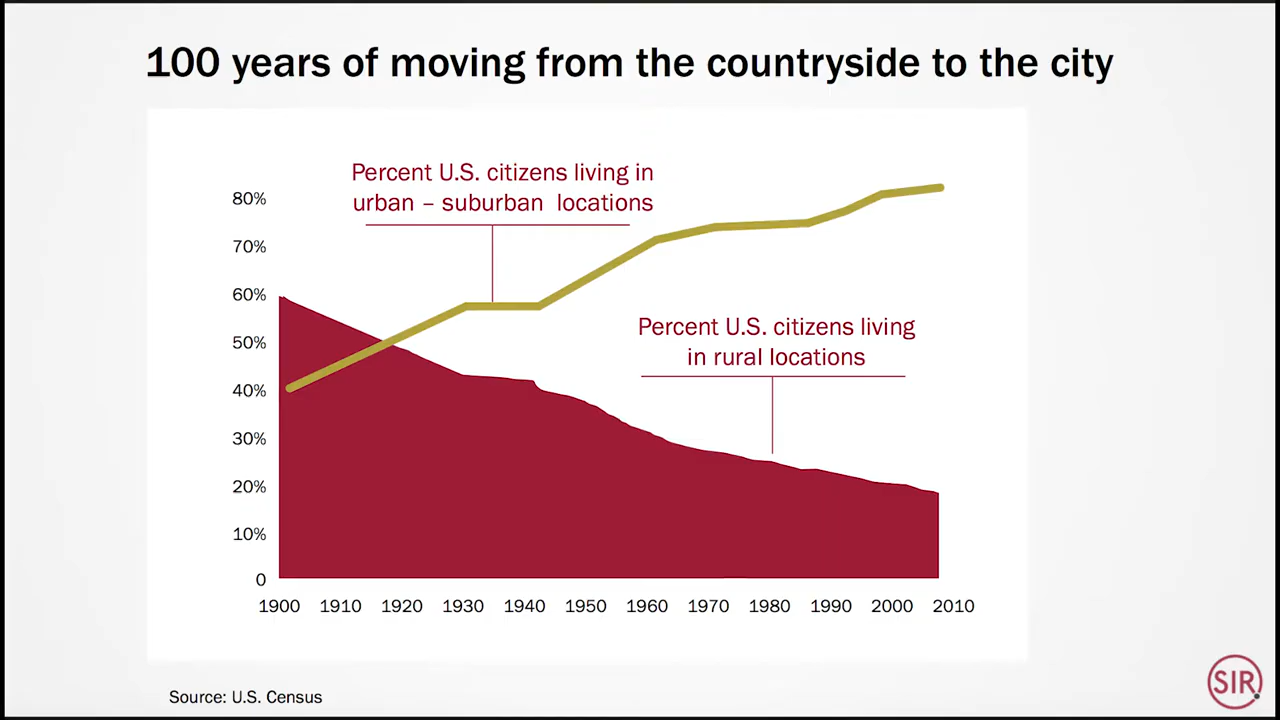 100 years of moving from the countryside to the city
Percent U.S. citizens living in
urban – suburban locations
80%
70%
60%
50%
40%
30%
20%
10%
0
Percent U.S. citizens living
in rural locations
1900 1910 1920 1930 1940 1950 1960 1970 1980 1990 2000 2010
Source: U.S. Census
SIR